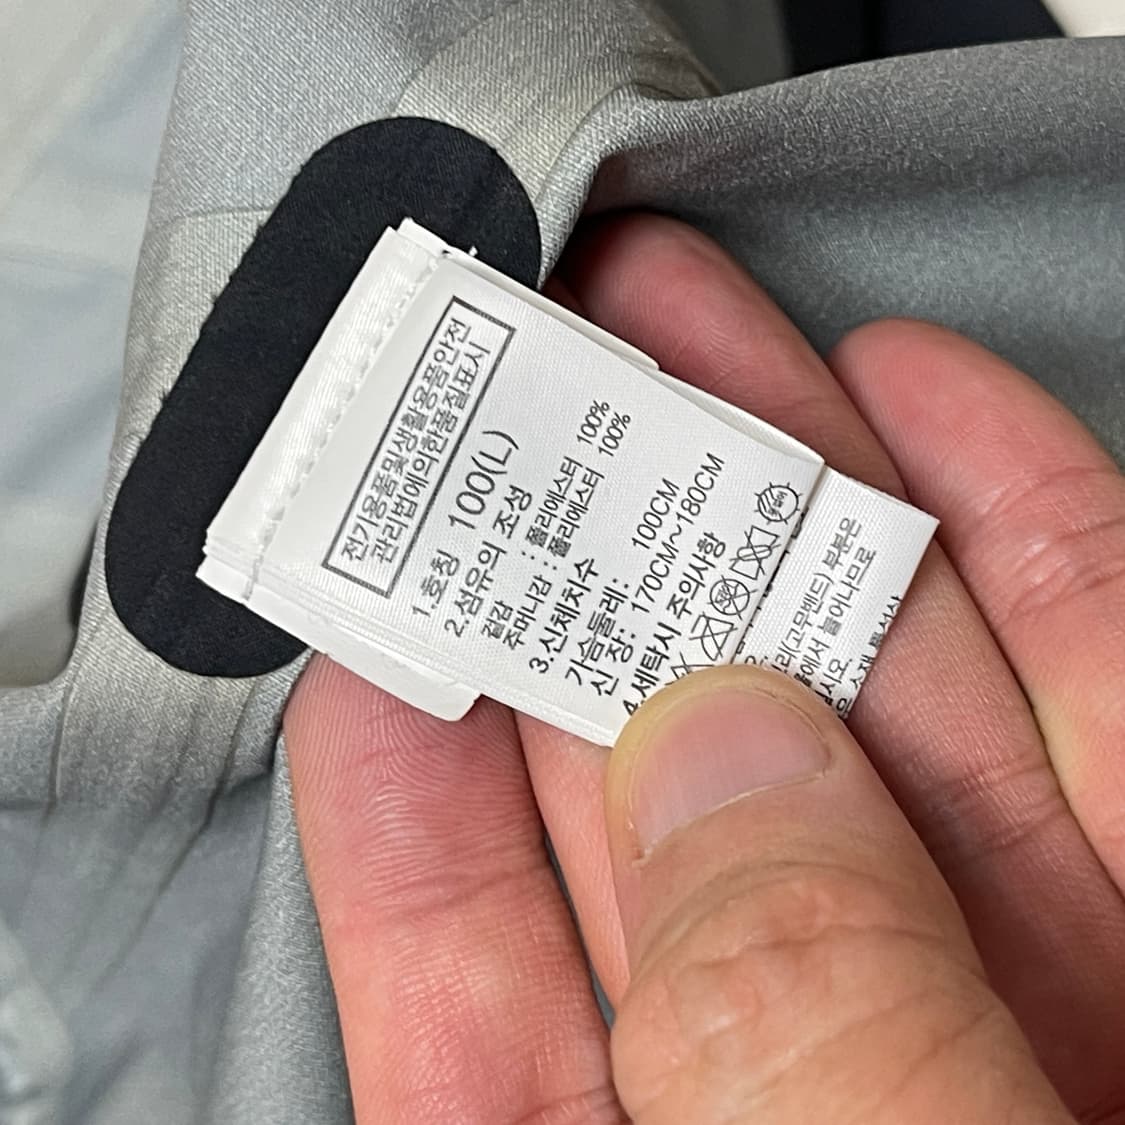 전기용품및생활용품안전
관리법에의한품질표시
1.호칭 100(L)
2.섬유의 조성
겉감 : 폴리에스터 100%
주머니감 : 폴리에스터 100%
3.신체치수
가슴둘레: 100CM
신 장: 170CM~180CM
4.세탁시 주의사항
부분은
늘어나므로